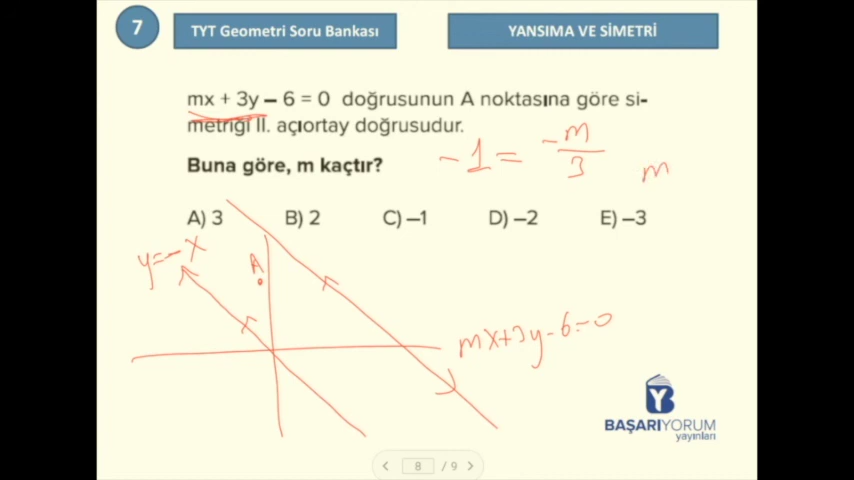 7
TYT Geometri Soru Bankası
YANSIMA VE SİMETRİ
mx + 3y – 6 = 0 doğrusunun A noktasına göre si-
metriği II. açıortay doğrusudur.
-1 = -m/3
m
Buna göre, m kaçtır?
A) 3 B) 2 C) –1 D) –2 E) –3
y=-x
A
mx+3y-6=0
BAŞARIYORUM
yayınları
8 / 9